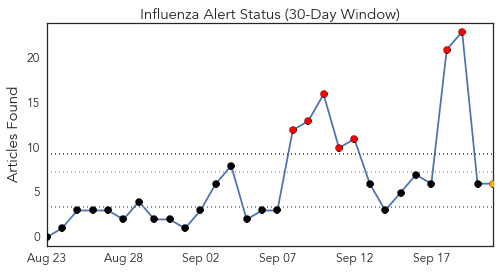 Influenza Alert Status (30-Day Window)
Articles Found
20
15
10
5
0
Aug 23 Aug 28 Sep 02 Sep 07 Sep 12 Sep 17